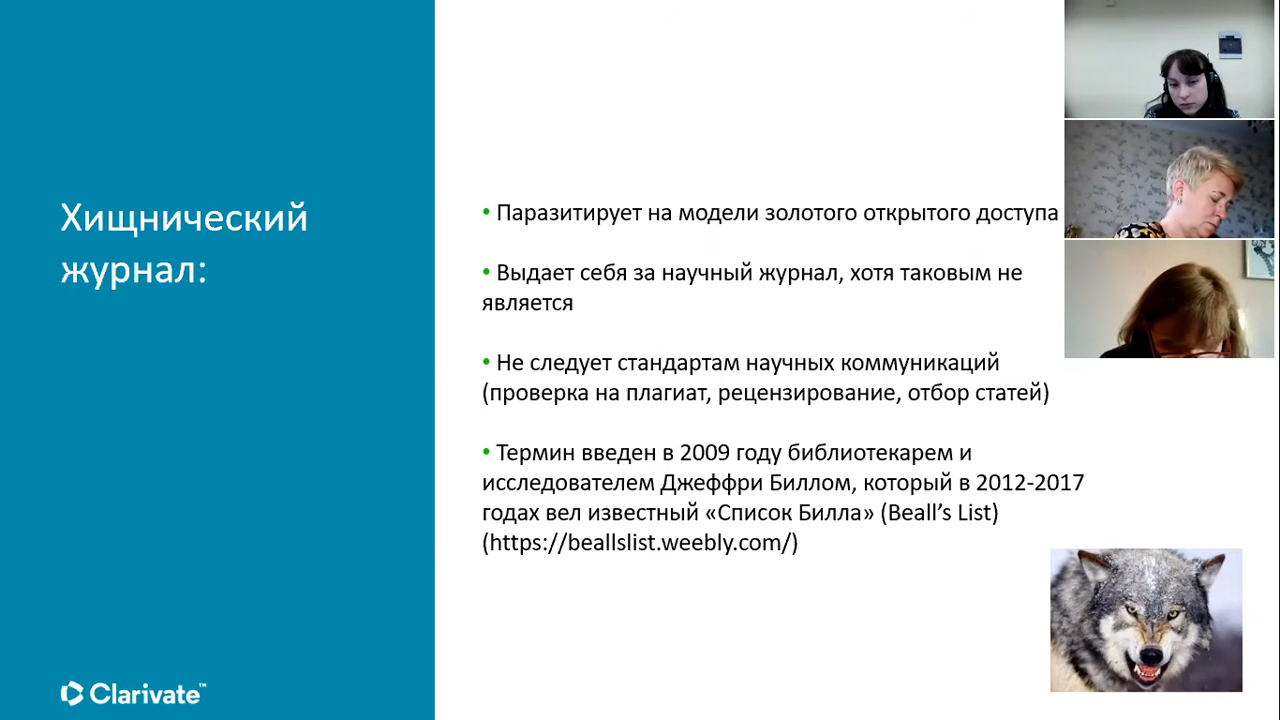 Хищнический
журнал:
• Паразитирует на модели золотого открытого доступа
• Выдает себя за научный журнал, хотя таковым не
является
• Не следует стандартам научных коммуникаций
(проверка на плагиат, рецензирование, отбор статей)
• Термин введен в 2009 году библиотекарем и
исследователем Джеффри Биллом, который в 2012-2017
годах вел известный «Список Билла» (Beall’s List)
(https://beallslist.weebly.com/)
Clarivate™